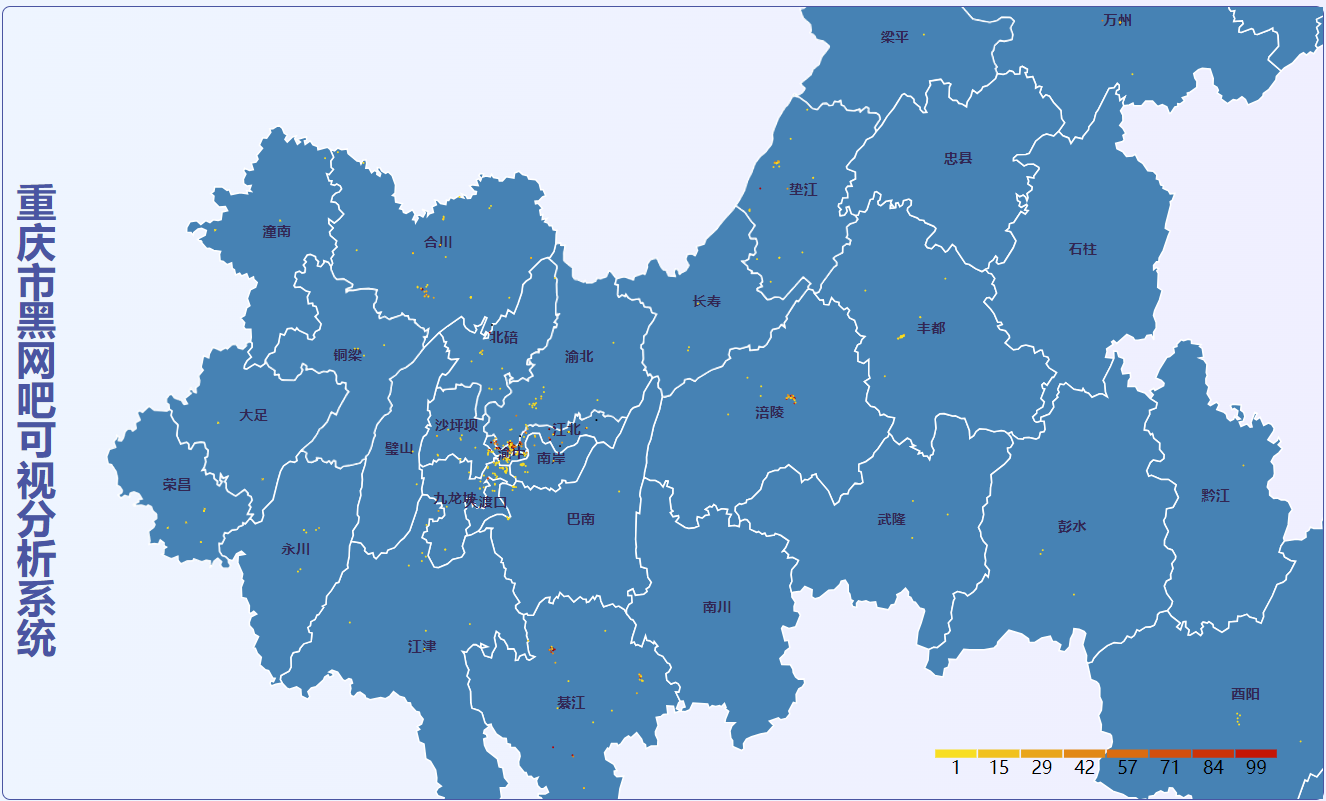 重庆市黑网吧可视分析系统
万州
梁平
忠县
垫江
潼南
合川
石柱
长寿
丰都
北碚
铜梁
渝北
大足
涪陵
沙坪坝
江北
璧山
渝中
南岸
荣昌
黔江
九龙坡
大渡口
巴南
武隆
彭水
永川
南川
江津
酉阳
綦江
1 15 29 42 57 71 84 99